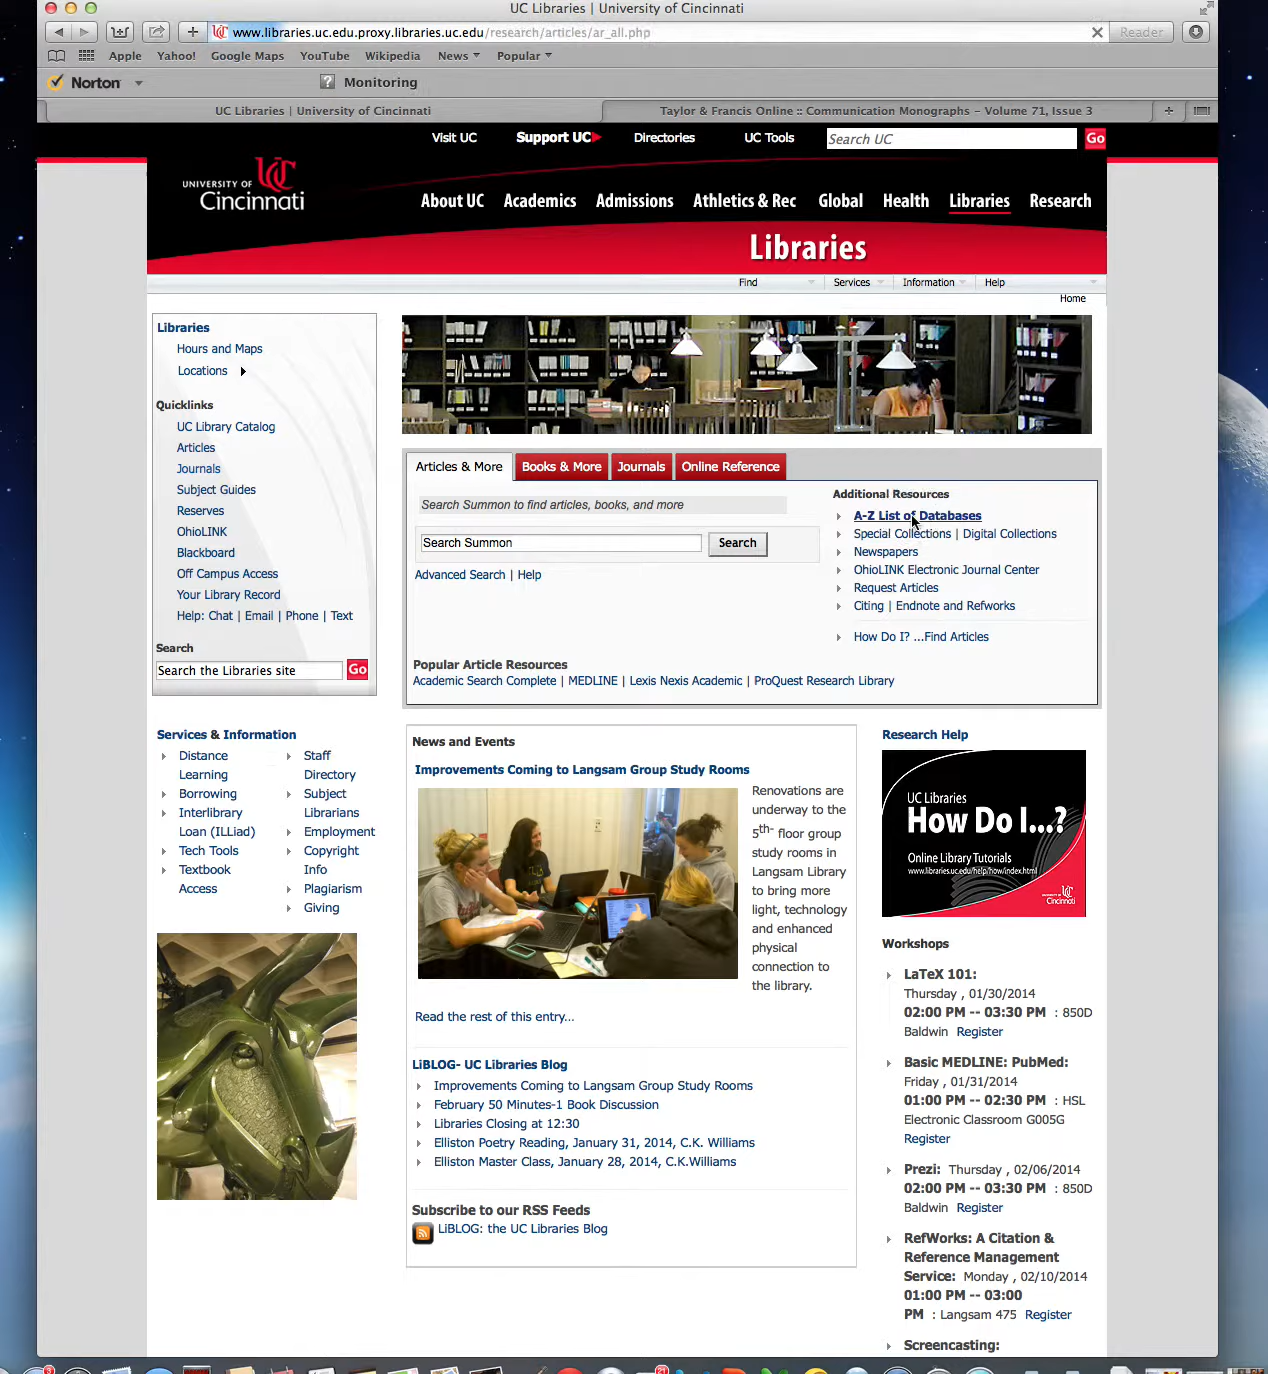 UC Libraries | University of Cincinnati
www.libraries.uc.edu.proxy.libraries.uc.edu/research/articles/ar_all.php
Reader
Apple Yahoo! Google Maps YouTube Wikipedia News Popular
Norton
Monitoring
UC Libraries | University of Cincinnati
Taylor & Francis Online :: Communication Monographs – Volume 71, Issue 3
Visit UC Support UC Directories UC Tools
Search UC
Go
UNIVERSITY OF
Cincinnati
About UC Academics Admissions Athletics & Rec Global Health Libraries Research
Libraries
Find Services Information Help
Home
Libraries
Hours and Maps
Locations
Quicklinks
UC Library Catalog
Articles
Journals
Subject Guides
Reserves
OhioLINK
Blackboard
Off Campus Access
Your Library Record
Help: Chat | Email | Phone | Text
Search
Search the Libraries site
Go
Articles & More Books & More Journals Online Reference
Search Summon to find articles, books, and more
Search Summon
Search
Advanced Search | Help
Additional Resources
A-Z List of Databases
Special Collections | Digital Collections
Newspapers
OhioLINK Electronic Journal Center
Request Articles
Citing | Endnote and Refworks
How Do I? ...Find Articles
Popular Article Resources
Academic Search Complete | MEDLINE | Lexis Nexis Academic | ProQuest Research Library
Services & Information
Distance
Learning
Borrowing
Interlibrary
Loan (ILLiad)
Tech Tools
Textbook
Access
Staff
Directory
Subject
Librarians
Employment
Copyright
Info
Plagiarism
Giving
News and Events
Improvements Coming to Langsam Group Study Rooms
Renovations are
underway to the
5th- floor group
study rooms in
Langsam Library
to bring more
light, technology
and enhanced
physical
connection to
the library.
Read the rest of this entry...
LiBLOG- UC Libraries Blog
Improvements Coming to Langsam Group Study Rooms
February 50 Minutes-1 Book Discussion
Libraries Closing at 12:30
Elliston Poetry Reading, January 31, 2014, C.K. Williams
Elliston Master Class, January 28, 2014, C.K.Williams
Subscribe to our RSS Feeds
LiBLOG: the UC Libraries Blog
Research Help
UC Libraries
How Do I...?
Online Library Tutorials
www.libraries.uc.edu/help/how/index.html
UNIVERSITY OF
Cincinnati
Workshops
LaTeX 101:
Thursday , 01/30/2014
02:00 PM -- 03:30 PM : 850D
Baldwin Register
Basic MEDLINE: PubMed:
Friday , 01/31/2014
01:00 PM -- 02:30 PM : HSL
Electronic Classroom G005G
Register
Prezi: Thursday , 02/06/2014
02:00 PM -- 03:30 PM : 850D
Baldwin Register
RefWorks: A Citation &
Reference Management
Service: Monday , 02/10/2014
01:00 PM -- 03:00
PM : Langsam 475 Register
Screencasting:
21